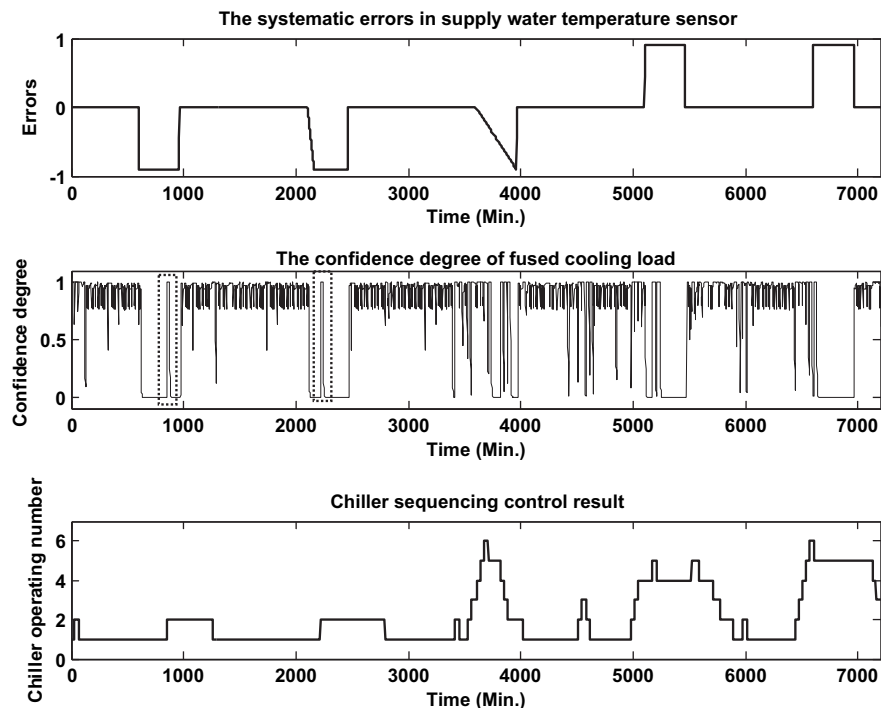 The systematic errors in supply water temperature sensor
Errors
1
0
-1
0 1000 2000 3000 4000 5000 6000 7000
Time (Min.)
The confidence degree of fused cooling load
Confidence degree
1
0.5
0
0 1000 2000 3000 4000 5000 6000 7000
Time (Min.)
Chiller sequencing control result
Chiller operating number
6
4
2
0
0 1000 2000 3000 4000 5000 6000 7000
Time (Min.)